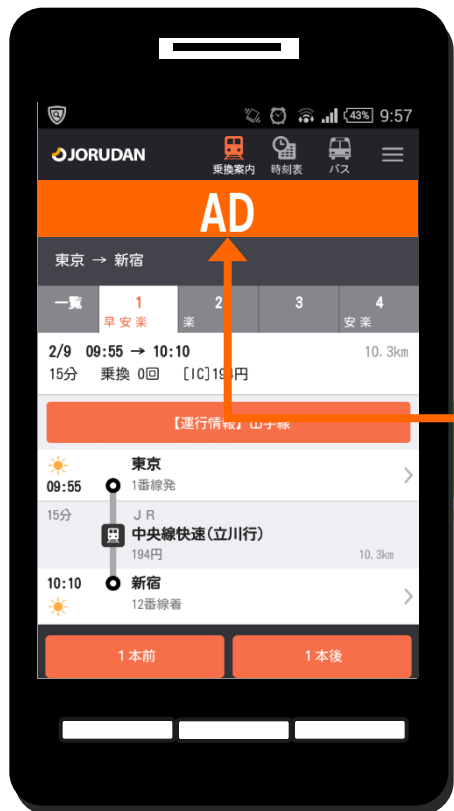 43% 9:57
JORUDAN
乗換案内 時刻表 バス
AD
東京 → 新宿
一覧 1 2 3 4
早安楽 楽 安楽
2/9 09:55 → 10:10 10.3km
15分 乗換 0回 [IC]194円
【運行情報】山手線
東京
09:55 1番線発
15分 JR
中央線快速(立川行)
194円 10.3km
10:10 新宿
12番線着
1本前 1本後